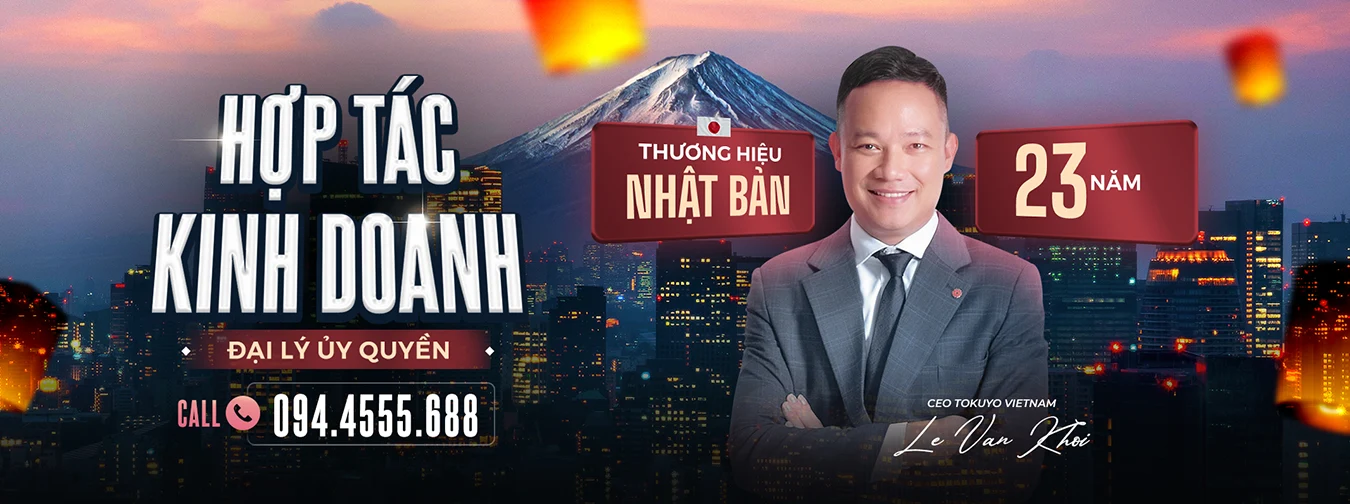 HỢP TÁC
KINH DOANH
ĐẠI LÝ ỦY QUYỀN
CALL 094.4555.688
THƯƠNG HIỆU
NHẬT BẢN
23 NĂM
CEO TOKUYO VIETNAM
Le Van Khoi